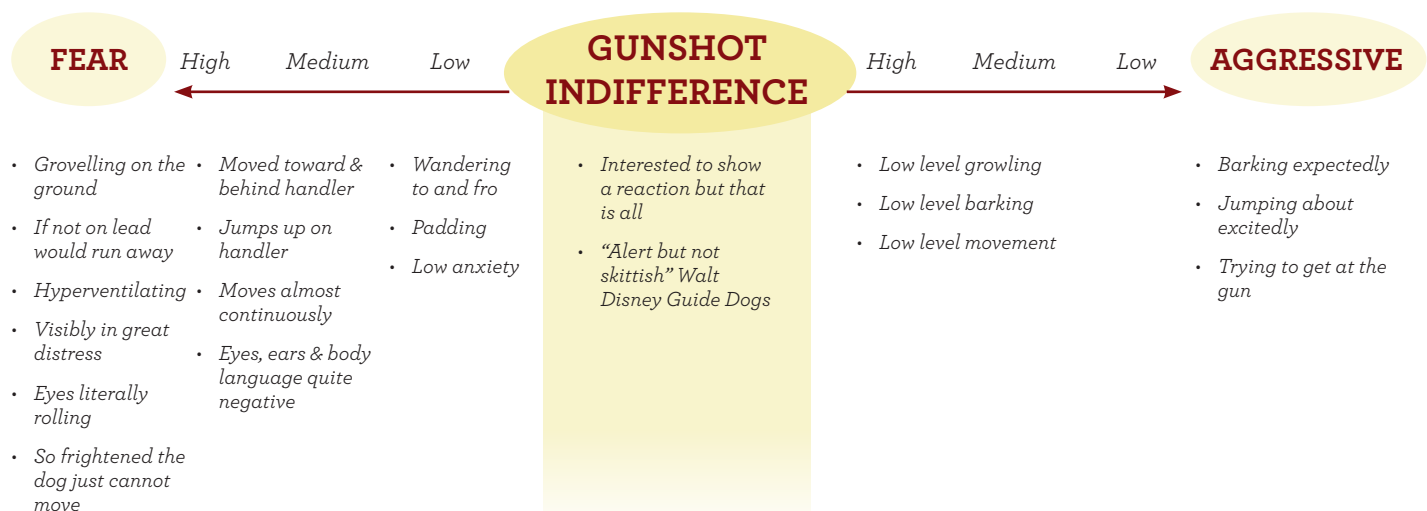 FEAR
High Medium Low
GUNSHOT
INDIFFERENCE
High Medium Low
AGGRESSIVE
• Grovelling on the
ground
• If not on lead
would run away
• Hyperventilating
• Visibly in great
distress
• Eyes literally
rolling
• So frightened the
dog just cannot
move
• Moved toward &
behind handler
• Jumps up on
handler
• Moves almost
continuously
• Eyes, ears & body
language quite
negative
• Wandering
to and fro
• Padding
• Low anxiety
• Interested to show
a reaction but that
is all
• “Alert but not
skittish” Walt
Disney Guide Dogs
• Low level growling
• Low level barking
• Low level movement
• Barking expectedly
• Jumping about
excitedly
• Trying to get at the
gun